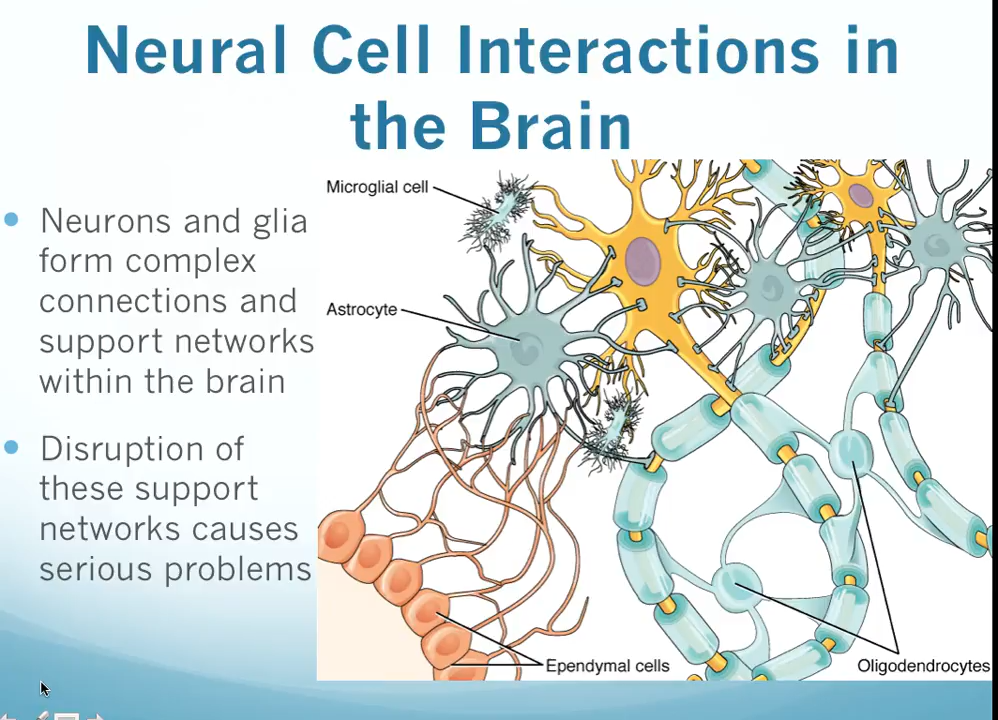 Neural Cell Interactions in
the Brain
Neurons and glia
form complex
connections and
support networks
within the brain
Disruption of
these support
networks causes
serious problems
Microglial cell
Astrocyte
Ependymal cells
Oligodendrocytes